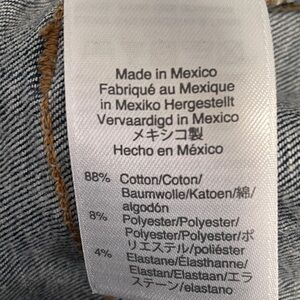 Made in Mexico
Fabriqué au Mexique
in Mexiko Hergestellt
Vervaardigd in Mexico
メキシコ製
Hecho en México
88% Cotton/Coton/
Baumwolle/Katoen/綿/
algodón
8% Polyester/Polyester/
Polyester/Polyester/ポ
リエステル/poliéster
4% Elastane/Élasthanne/
Elastan/Elastaan/エラ
ステーン/elastano